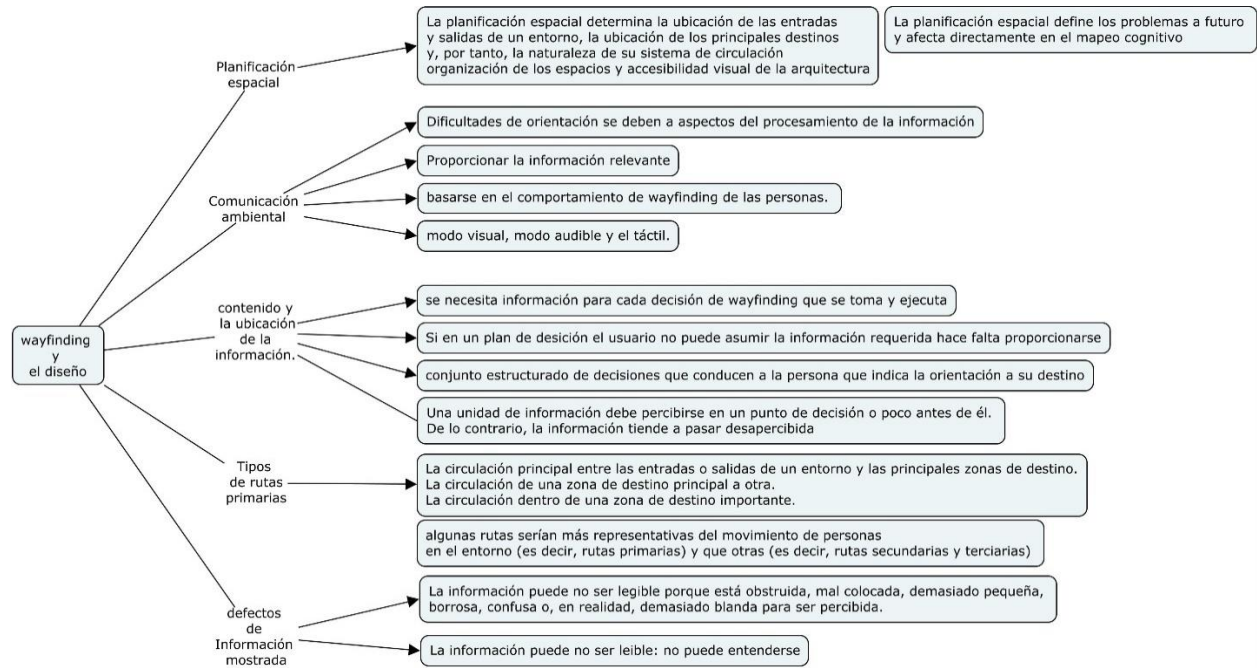 wayfinding
y
el diseño
Planificación
espacial
La planificación espacial determina la ubicación de las entradas
y salidas de un entorno, la ubicación de los principales destinos
y, por tanto, la naturaleza de su sistema de circulación
organización de los espacios y accesibilidad visual de la arquitectura
La planificación espacial define los problemas a futuro
y afecta directamente en el mapeo cognitivo
Comunicación
ambiental
Dificultades de orientación se deben a aspectos del procesamiento de la información
Proporcionar la información relevante
basarse en el comportamiento de wayfinding de las personas.
modo visual, modo audible y el táctil.
contenido y
la ubicación
de la
información.
se necesita información para cada decisión de wayfinding que se toma y ejecuta
Si en un plan de desición el usuario no puede asumir la información requerida hace falta proporcionarse
conjunto estructurado de decisiones que conducen a la persona que indica la orientación a su destino
Una unidad de información debe percibirse en un punto de decisión o poco antes de él.
De lo contrario, la información tiende a pasar desapercibida
Tipos
de rutas
primarias
La circulación principal entre las entradas o salidas de un entorno y las principales zonas de destino.
La circulación de una zona de destino principal a otra.
La circulación dentro de una zona de destino importante.
algunas rutas serían más representativas del movimiento de personas
en el entorno (es decir, rutas primarias) y que otras (es decir, rutas secundarias y terciarias)
defectos
de
Información
mostrada
La información puede no ser legible porque está obstruida, mal colocada, demasiado pequeña,
borrosa, confusa o, en realidad, demasiado blanda para ser percibida.
La información puede no ser leible: no puede entenderse